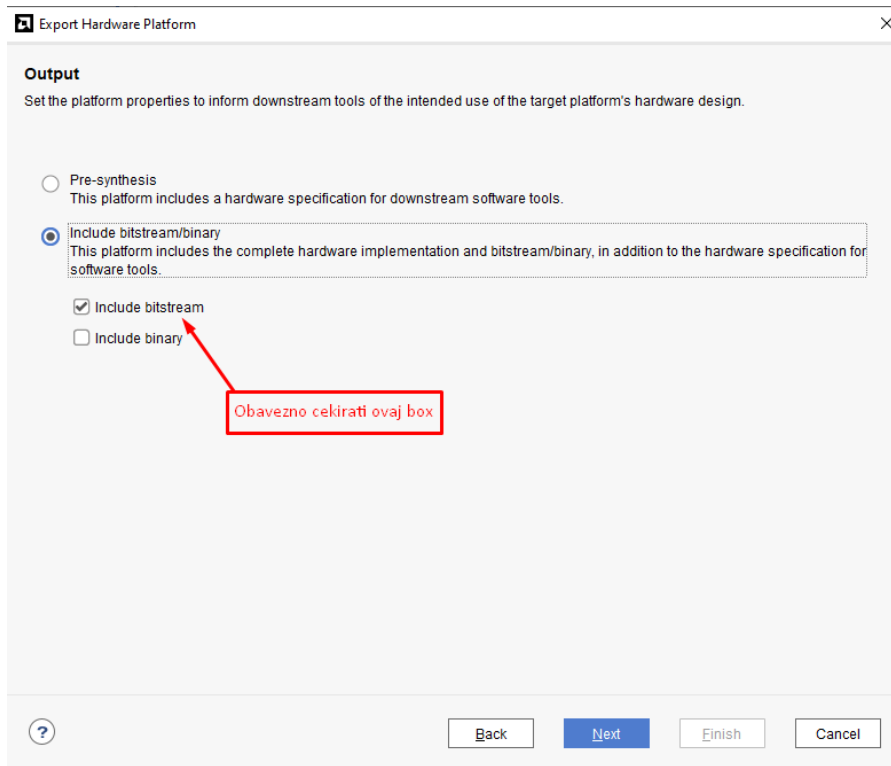 Export Hardware Platform
Output
Set the platform properties to inform downstream tools of the intended use of the target platform's hardware design.
Pre-synthesis
This platform includes a hardware specification for downstream software tools.
Include bitstream/binary
This platform includes the complete hardware implementation and bitstream/binary, in addition to the hardware specification for
software tools.
Include bitstream
Include binary
Obavezno cekirati ovaj box
?
Back
Next
Finish
Cancel